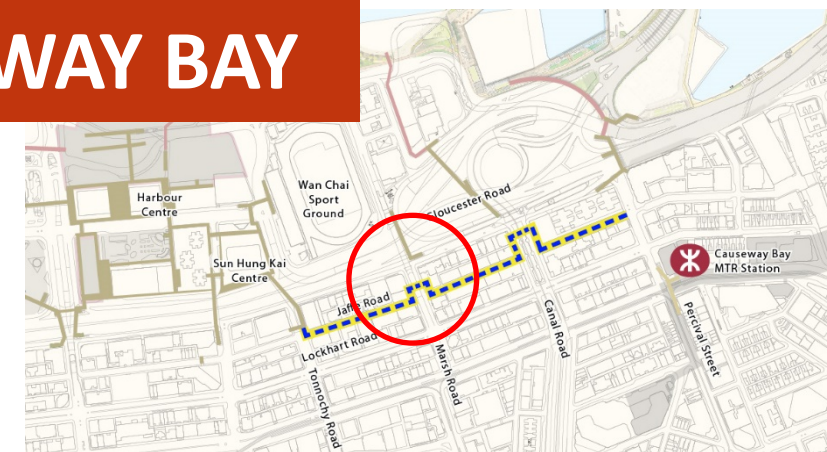 WAY BAY
Wan Chai
Sport
Ground
Gloucester Road
Harbour
Centre
Sun Hung Kai
Centre
Causeway Bay
MTR Station
Jaffe Road
Lockhart Road
Tonnochy Road
Marsh Road
Canal Road
Percival Street